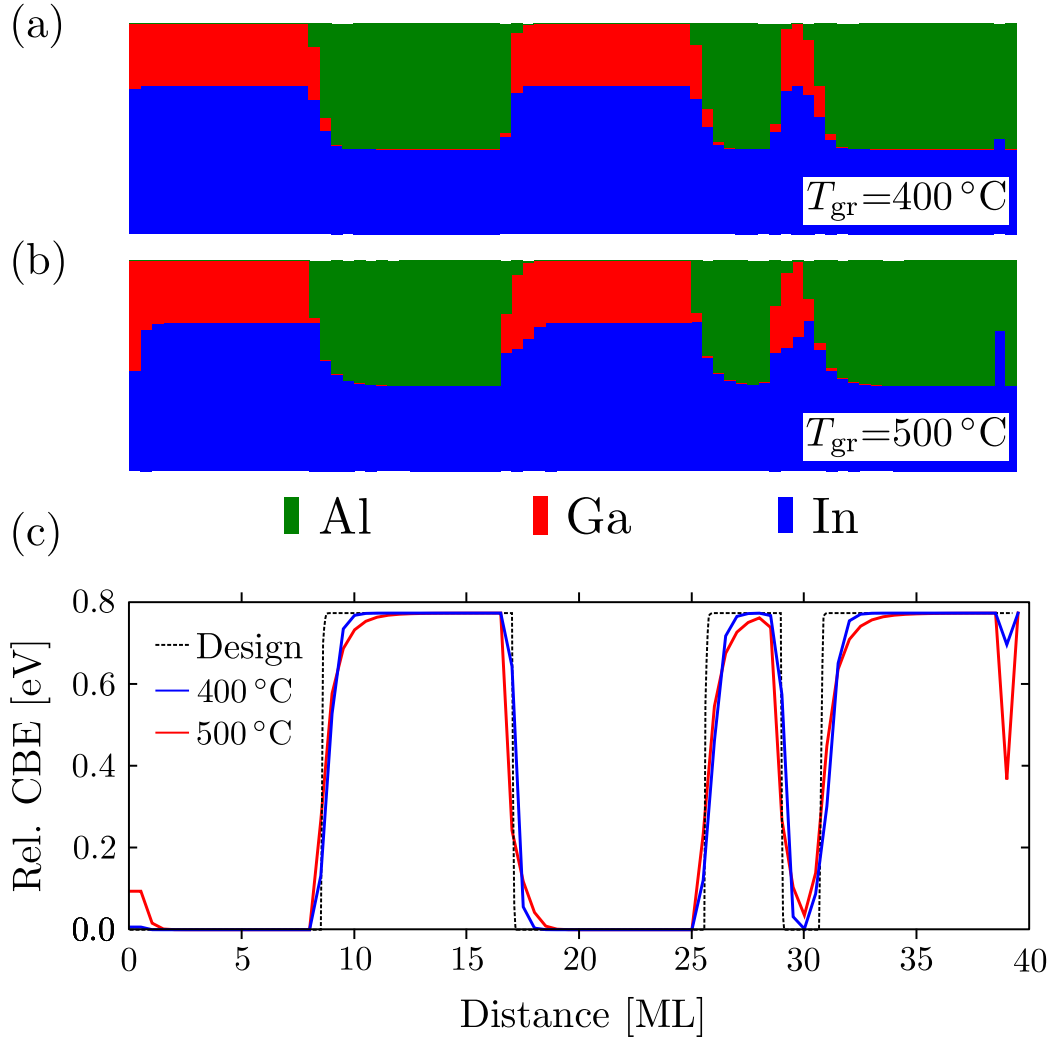 (a)
T_gr=400 °C
(b)
T_gr=500 °C
Al Ga In
(c)
Rel. CBE [eV]
0.8
0.6
0.4
0.2
0.0
Design
400 °C
500 °C
0 5 10 15 20 25 30 35 40
Distance [ML]